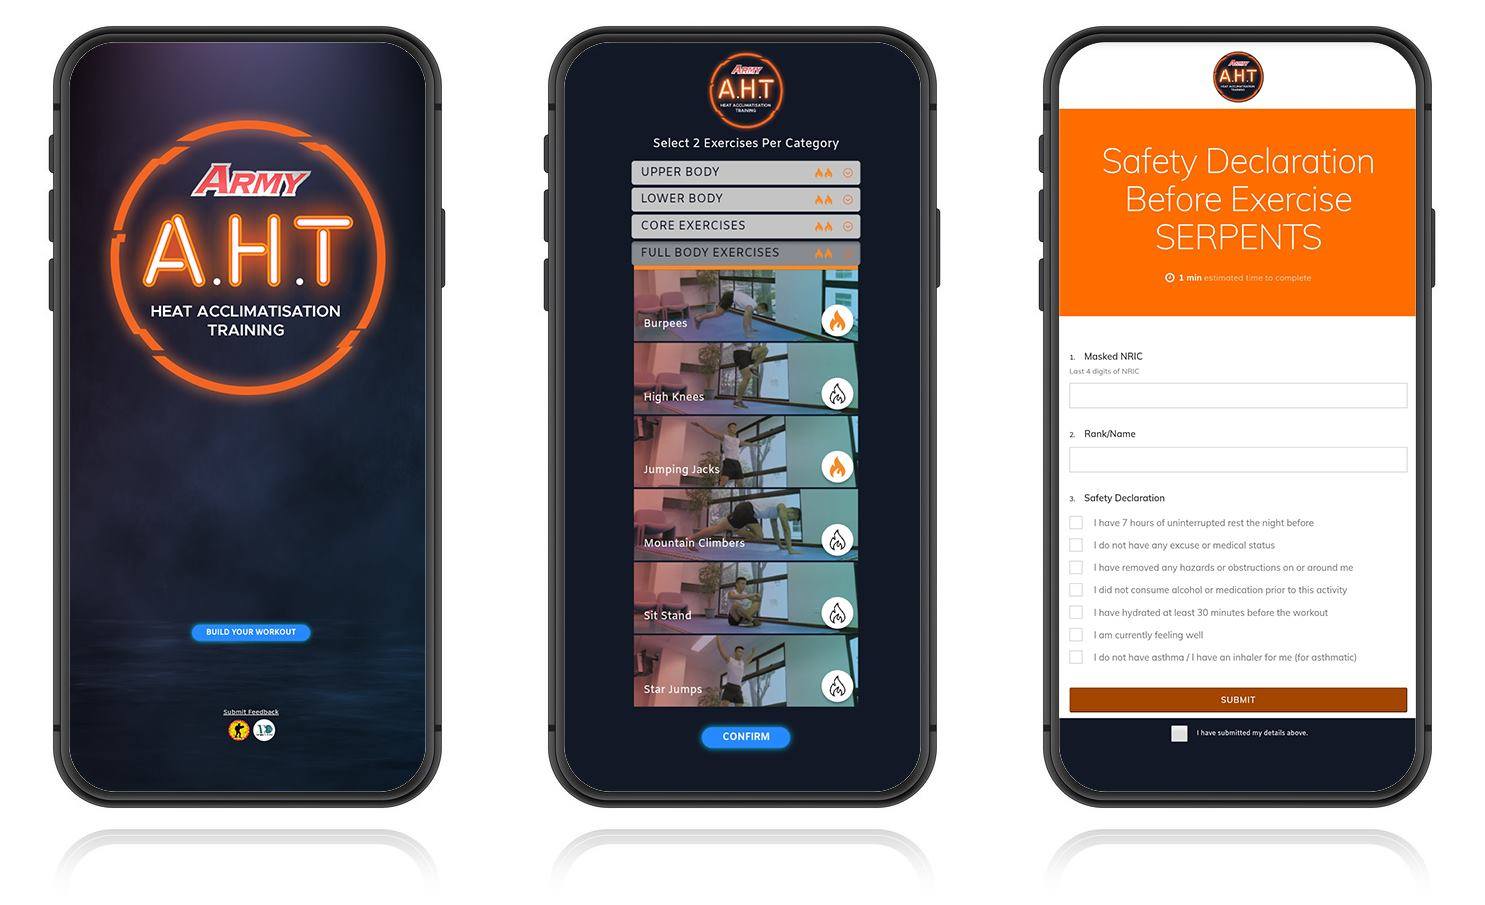 ARMY
A.H.T
HEAT ACCLIMATISATION
TRAINING
BUILD YOUR WORKOUT
Submit Feedback
ARMY
A.H.T
HEAT ACCLIMATISATION
TRAINING
Select 2 Exercises Per Category
UPPER BODY
LOWER BODY
CORE EXERCISES
FULL BODY EXERCISES
Burpees
High Knees
Jumping Jacks
Mountain Climbers
Sit Stand
Star Jumps
CONFIRM
ARMY
A.H.T
HEAT ACCLIMATISATION
TRAINING
Safety Declaration
Before Exercise
SERPENTS
1 min estimated time to complete
1. Masked NRIC
Last 4 digits of NRIC
2. Rank/Name
3. Safety Declaration
I have 7 hours of uninterrupted rest the night before
I do not have any excuse or medical status
I have removed any hazards or obstructions on or around me
I did not consume alcohol or medication prior to this activity
I have hydrated at least 30 minutes before the workout
I am currently feeling well
I do not have asthma / I have an inhaler for me (for asthmatic)
SUBMIT
I have submitted my details above.